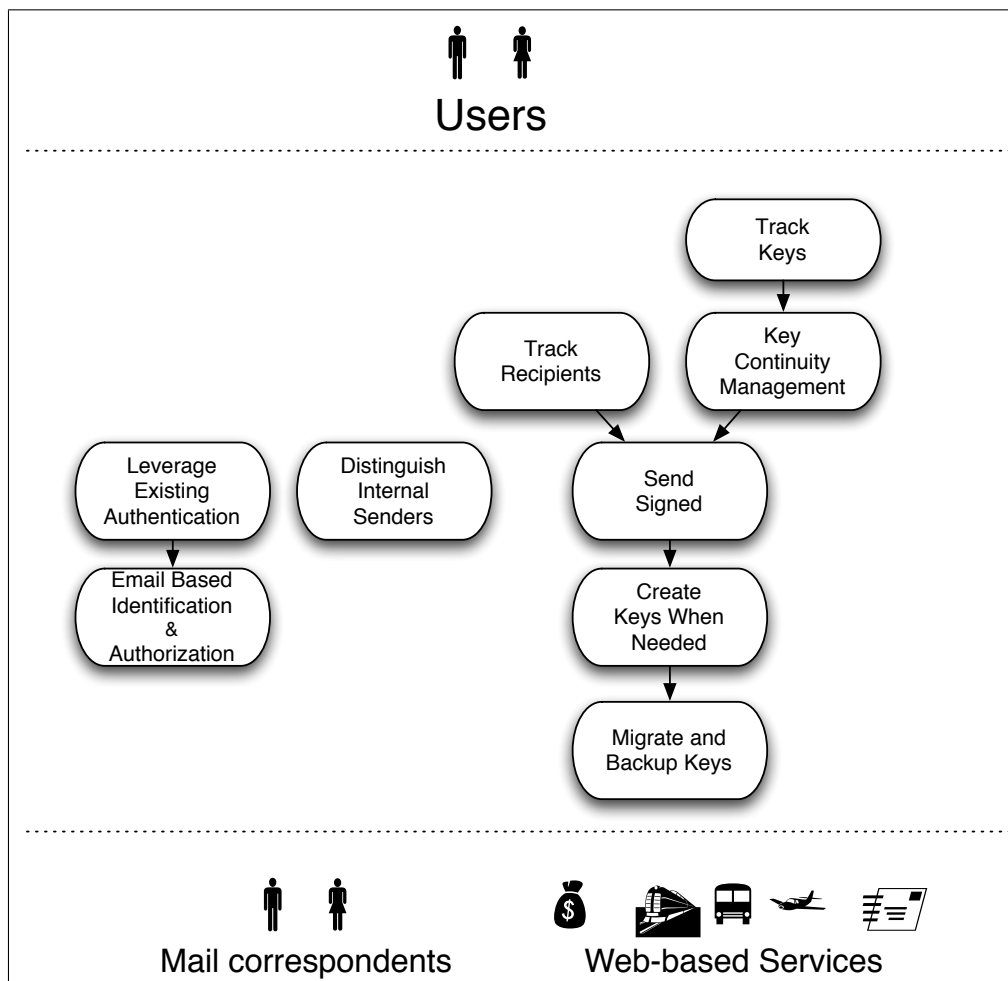 Users
Track
Keys
Track
Recipients
Key
Continuity
Management
Leverage
Existing
Authentication
Distinguish
Internal
Senders
Send
Signed
Email Based
Identification
&
Authorization
Create
Keys When
Needed
Migrate and
Backup Keys
$
Mail correspondents
Web-based Services